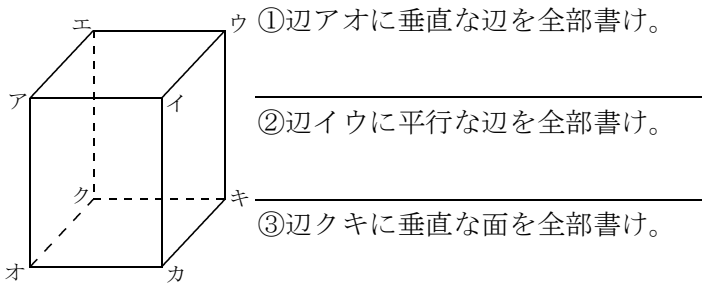 エ
ウ
①辺アオに垂直な辺を全部書け。
ア
イ
②辺イウに平行な辺を全部書け。
ク
キ
③辺クキに垂直な面を全部書け。
オ
カ